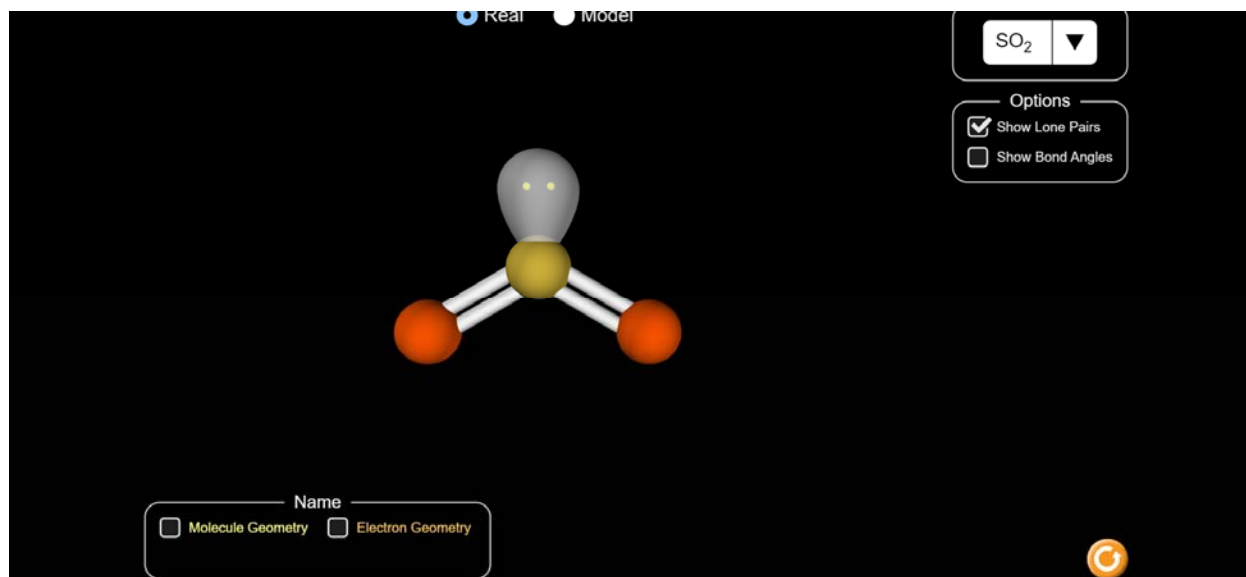 Real Model
SO₂ ▼
Options
Show Lone Pairs
Show Bond Angles
Name
Molecule Geometry Electron Geometry